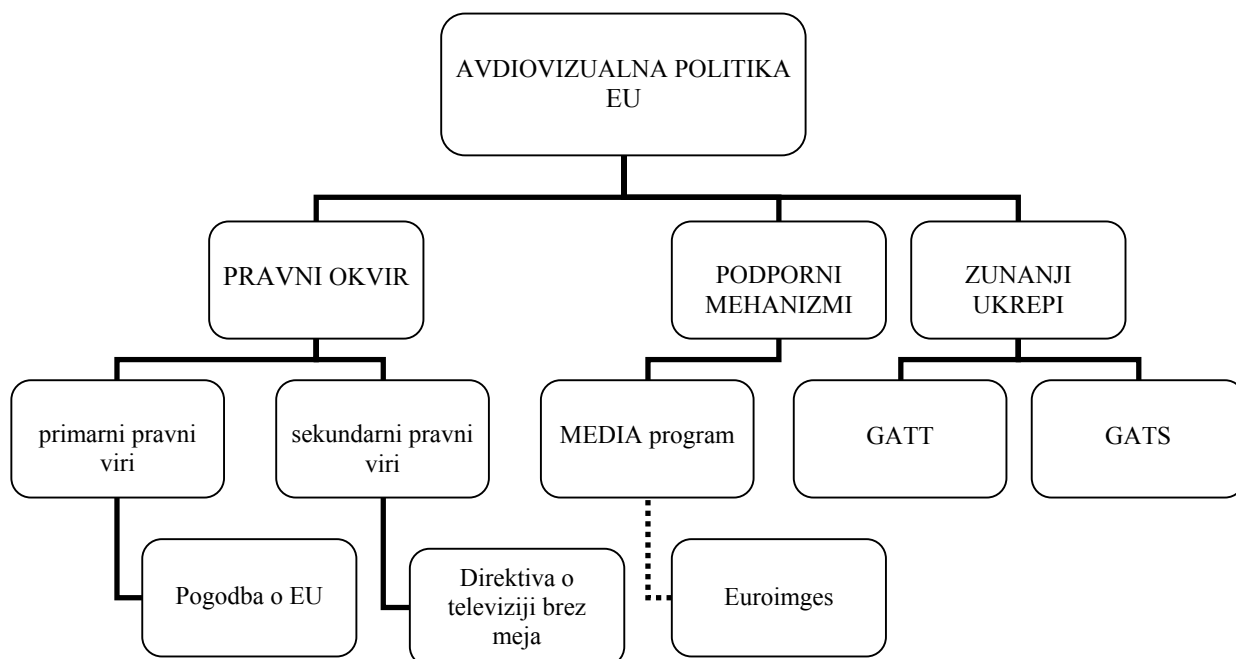 AVDIOVIZUALNA POLITIKA
EU
PRAVNI OKVIR
PODPORNI
MEHANIZMI
ZUNANJI
UKREPI
primarni pravni
viri
sekundarni pravni
viri
MEDIA program
GATT
GATS
Pogodba o EU
Direktiva o
televiziji brez
meja
Euroimges